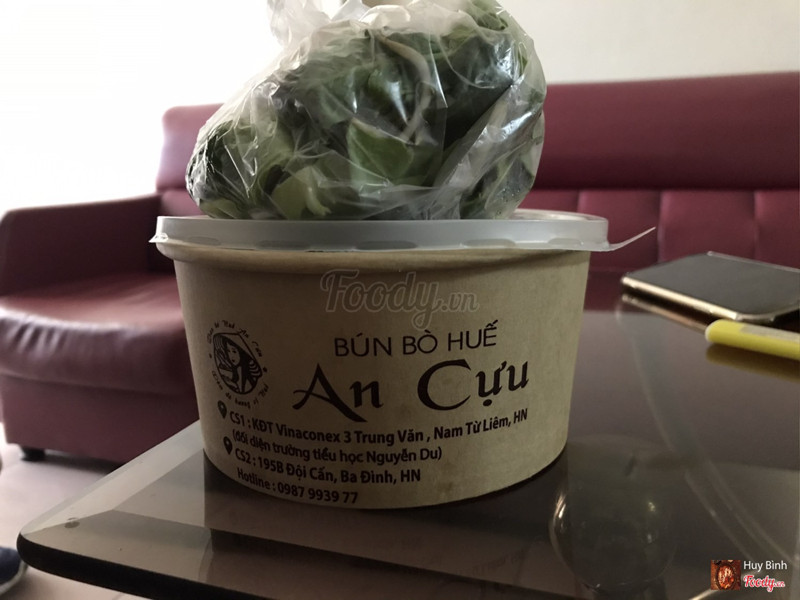 Foody.vn
BÚN BÒ HUẾ
An Cựu
CS1 : KĐT Vinaconex 3 Trung Văn , Nam Từ Liêm, HN
(đối diện trường tiểu học Nguyễn Du)
CS2 : 195B Đội Cấn, Ba Đình, HN
Hotline : 0987 9939 77
Huy Bình
Foody.vn